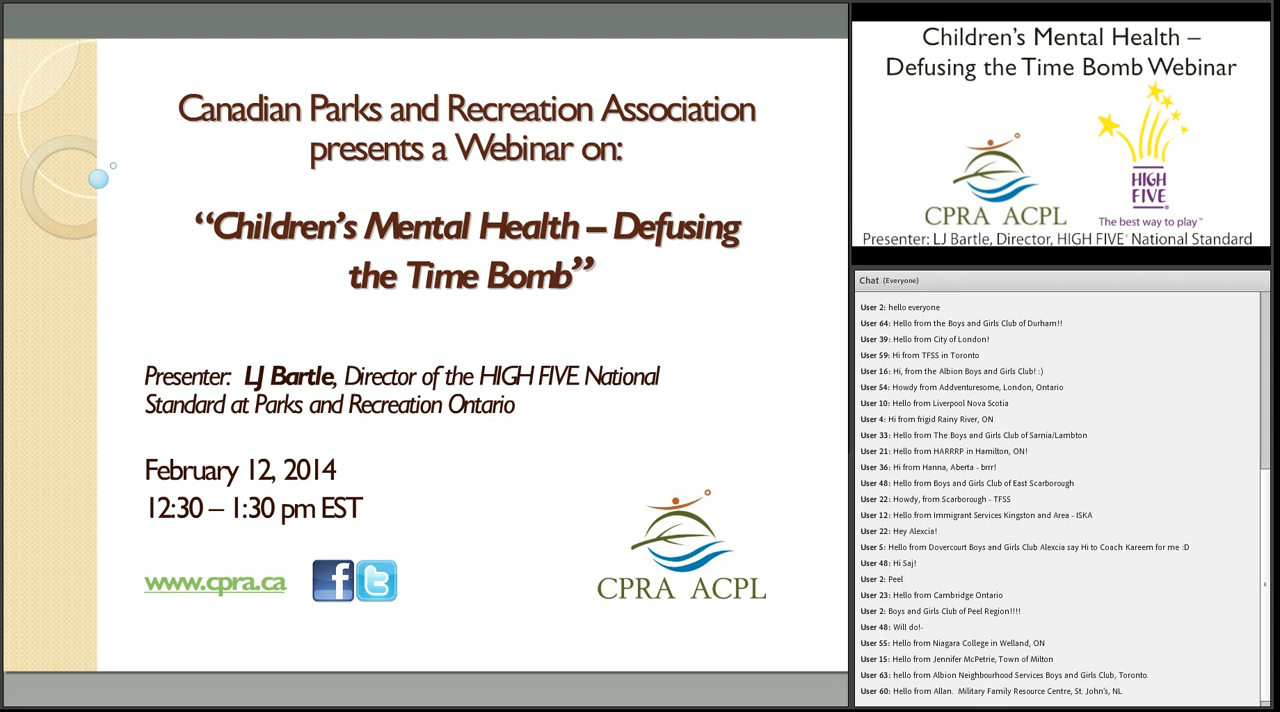 Canadian Parks and Recreation Association
presents a Webinar on:
“Children’s Mental Health – Defusing
the Time Bomb”
Presenter: LJ Bartle, Director of the HIGH FIVE National
Standard at Parks and Recreation Ontario
February 12, 2014
12:30 – 1:30 pm EST
www.cpra.ca
f
t
CPRA ACPL
Children’s Mental Health –
Defusing the Time Bomb Webinar
CPRA ACPL
HIGH
FIVE®
The best way to play™
Presenter: LJ Bartle, Director, HIGH FIVE® National Standard
Chat (Everyone)
User 2: hello everyone
User 64: Hello from the Boys and Girls Club of Durham!!
User 39: Hello from City of London!
User 59: Hi from TFSS in Toronto
User 16: Hi, from the Albion Boys and Girls Club! :)
User 54: Howdy from Addventuresome, London, Ontario
User 10: Hello from Liverpool Nova Scotia
User 4: Hi from frigid Rainy River, ON
User 33: Hello from The Boys and Girls Club of Sarnia/Lambton
User 21: Hello from HARRRP in Hamilton, ON!
User 36: Hi from Hanna, Aberta - brrr!
User 48: Hello from Boys and Girls Club of East Scarborough
User 22: Howdy, from Scarborough - TFSS
User 12: Hello from Immigrant Services Kingston and Area - ISKA
User 22: Hey Alexcia!
User 5: Hello from Dovercourt Boys and Girls Club Alexcia say Hi to Coach Kareem for me :D
User 48: Hi Saj!
User 2: Peel
User 23: Hello from Cambridge Ontario
User 2: Boys and Girls Club of Peel Region!!!!
User 48: Will do!-
User 55: Hello from Niagara College in Welland, ON
User 15: Hello from Jennifer McPetrie, Town of Milton
User 63: hello from Albion Neighbourhood Services Boys and Girls Club, Toronto.
User 60: Hello from Allan. Military Family Resource Centre, St. John's, NL